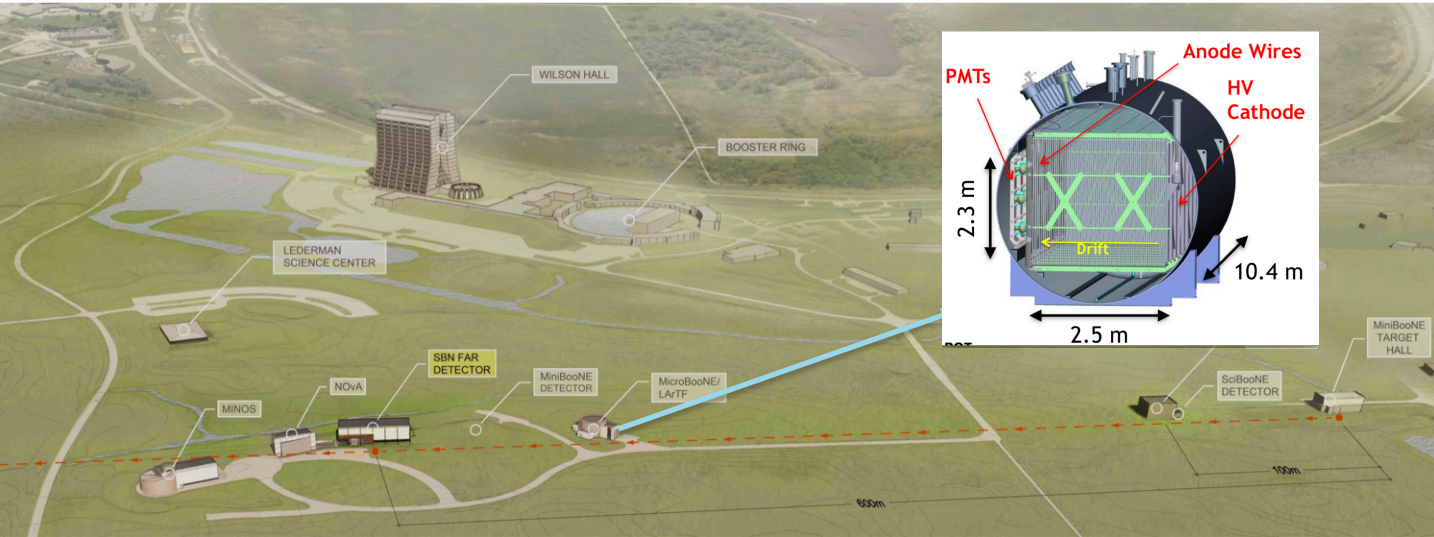 WILSON HALL
BOOSTER RING
LEDERMAN
SCIENCE CENTER
SBN FAR
DETECTOR
NOvA
MINOS
MiniBooNE
DETECTOR
MicroBooNE/
LArTF
PMTs
Anode Wires
HV
Cathode
2.3 m
Drift
10.4 m
2.5 m
MiniBooNE
TARGET
HALL
SciBooNE
DETECTOR
100m
600m